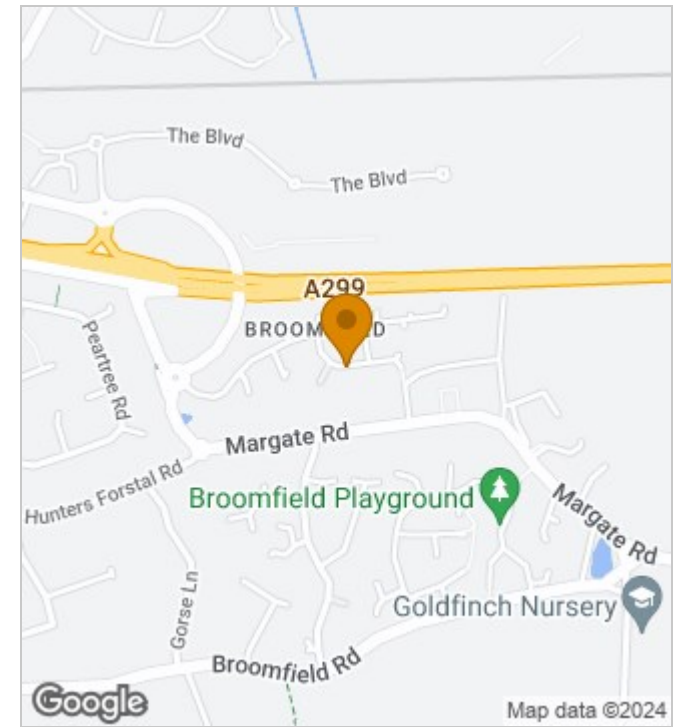 The Blvd
The Blvd
A299
BROOM
D
Peartree Rd
Margate Rd
Hunters Forstal Rd
Broomfield Playground
Margate Rd
Gorse Ln
Goldfinch Nursery
Broomfield Rd
Google
Map data ©2024